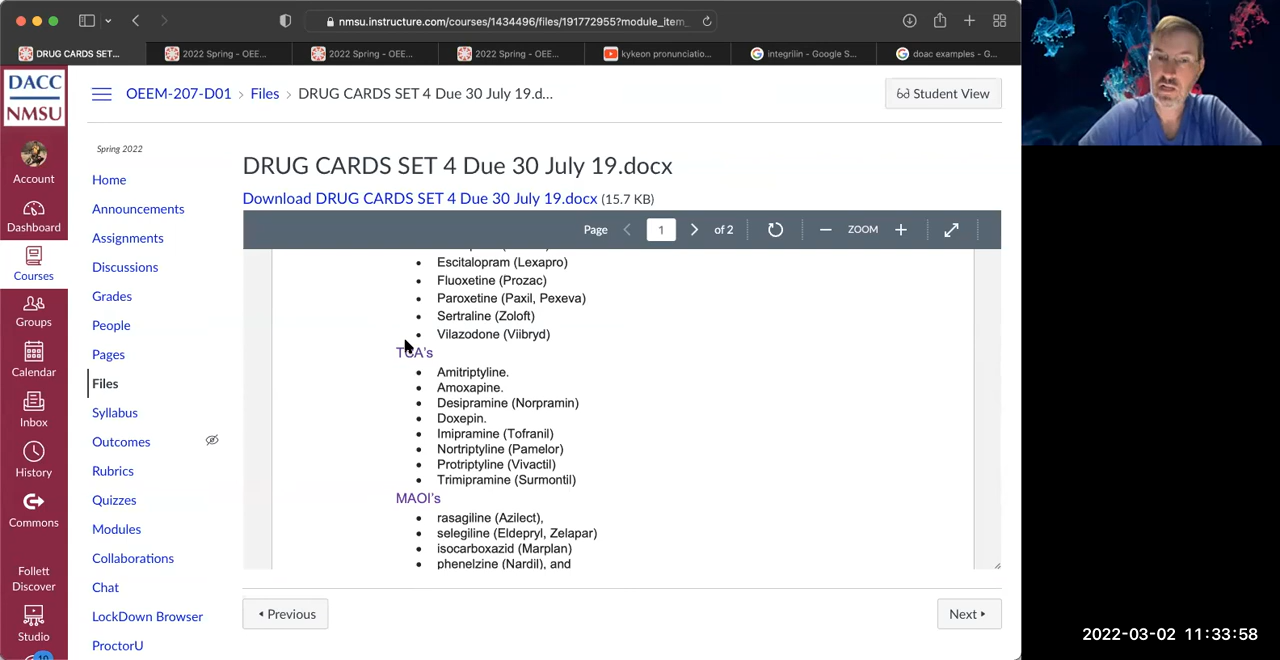 nmsu.instructure.com/courses/1434496/files/191772955?module_item_
DRUG CARDS SET...
2022 Spring - OEE...
2022 Spring - OEE...
2022 Spring - OEE...
kykeon pronunciatio...
integrilin - Google S...
doac examples - G...
DACC
NMSU
OEEM-207-D01 › Files › DRUG CARDS SET 4 Due 30 July 19.d...
Student View
Account
Dashboard
Courses
Groups
Calendar
Inbox
History
Commons
Follett
Discover
Studio
10
Spring 2022
Home
Announcements
Assignments
Discussions
Grades
People
Pages
Files
Syllabus
Outcomes
Rubrics
Quizzes
Modules
Collaborations
Chat
LockDown Browser
ProctorU
DRUG CARDS SET 4 Due 30 July 19.docx
Download DRUG CARDS SET 4 Due 30 July 19.docx (15.7 KB)
Page 1 of 2 ZOOM
• Escitalopram (Lexapro)
• Fluoxetine (Prozac)
• Paroxetine (Paxil, Pexeva)
• Sertraline (Zoloft)
• Vilazodone (Viibryd)
TCA's
• Amitriptyline.
• Amoxapine.
• Desipramine (Norpramin)
• Doxepin.
• Imipramine (Tofranil)
• Nortriptyline (Pamelor)
• Protriptyline (Vivactil)
• Trimipramine (Surmontil)
MAOI's
• rasagiline (Azilect),
• selegiline (Eldepryl, Zelapar)
• isocarboxazid (Marplan)
• phenelzine (Nardil), and
Previous
Next
2022-03-02 11:33:58